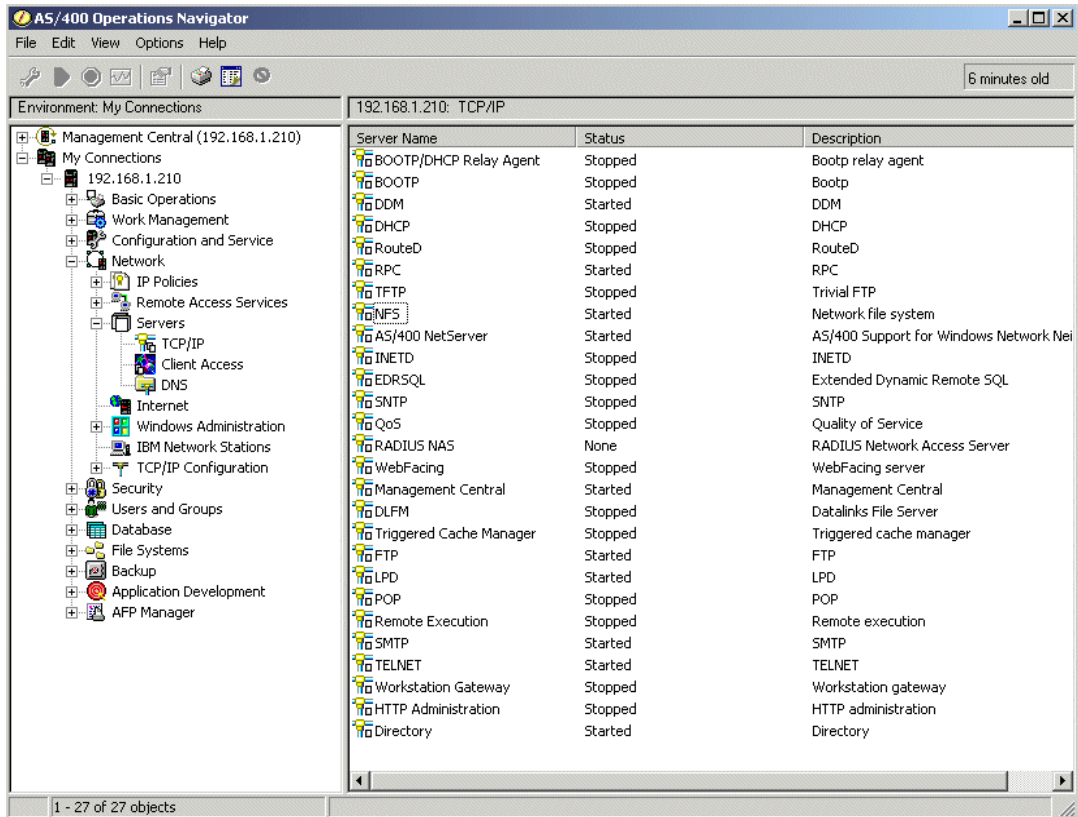 AS/400 Operations Navigator
File Edit View Options Help
6 minutes old
Environment: My Connections
192.168.1.210: TCP/IP
Management Central (192.168.1.210)
My Connections
192.168.1.210
Basic Operations
Work Management
Configuration and Service
Network
IP Policies
Remote Access Services
Servers
TCP/IP
Client Access
DNS
Internet
Windows Administration
IBM Network Stations
TCP/IP Configuration
Security
Users and Groups
Database
File Systems
Backup
Application Development
AFP Manager
Server Name Status Description
BOOTP/DHCP Relay Agent Stopped Bootp relay agent
BOOTP Stopped Bootp
DDM Started DDM
DHCP Stopped DHCP
RouteD Stopped RouteD
RPC Started RPC
TFTP Stopped Trivial FTP
NFS Started Network file system
AS/400 NetServer Started AS/400 Support for Windows Network Nei
INETD Stopped INETD
EDRSQL Stopped Extended Dynamic Remote SQL
SNTP Stopped SNTP
QoS Stopped Quality of Service
RADIUS NAS None RADIUS Network Access Server
WebFacing Stopped WebFacing server
Management Central Started Management Central
DLFM Stopped Datalinks File Server
Triggered Cache Manager Stopped Triggered cache manager
FTP Started FTP
LPD Started LPD
POP Stopped POP
Remote Execution Stopped Remote execution
SMTP Started SMTP
TELNET Started TELNET
Workstation Gateway Stopped Workstation gateway
HTTP Administration Stopped HTTP administration
Directory Started Directory
1 - 27 of 27 objects